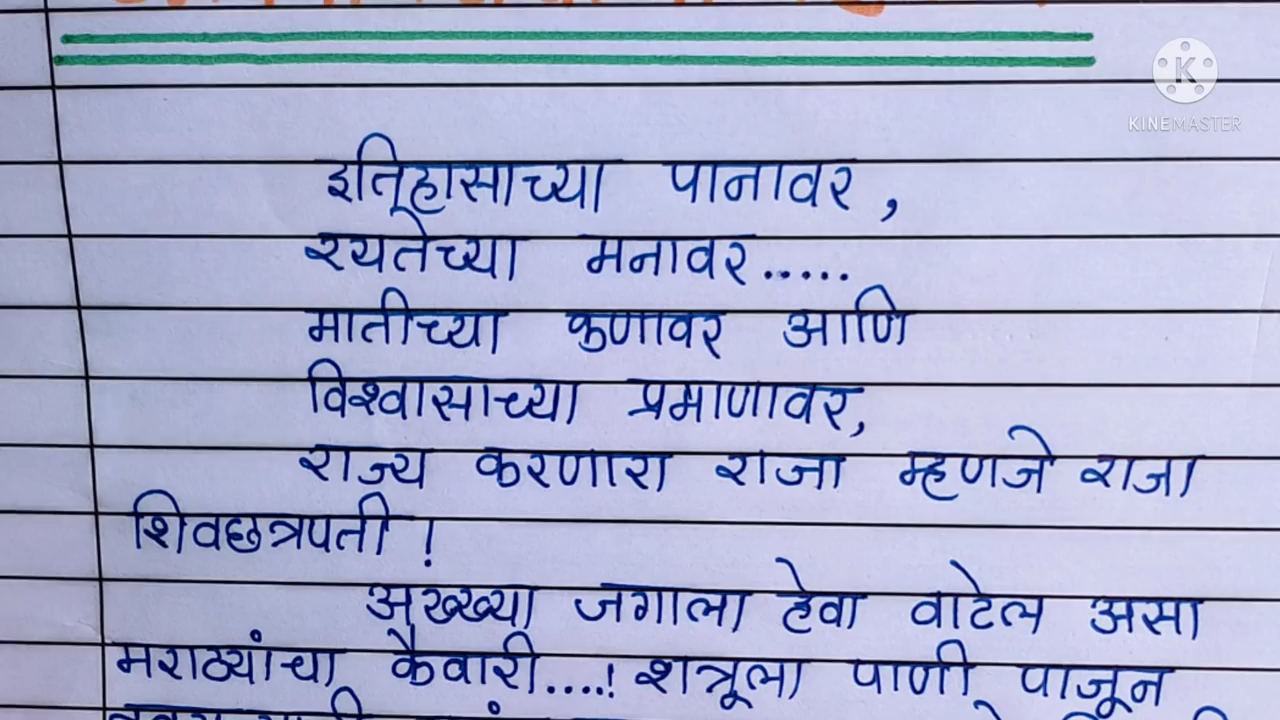 K
KINEMASTER
इतिहासाच्या पानावर,
रयतेच्या मनावर.....
मातीच्या कणावर आणि
विश्वासाच्या प्रमाणावर,
राज्य करणारा राजा म्हणजे राजा
शिवछत्रपती!
अख्ख्या जगाला हेवा वाटेल असा
मराठ्यांचा कैवारी....! शत्रूला पाणी पाजून